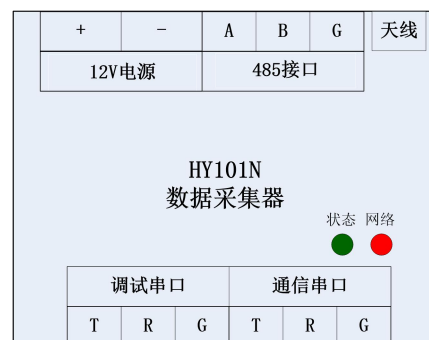 + − A B G 天线
12V电源 485接口
HY101N
数据采集器
状态 网络
调试串口 通信串口
T R G T R G